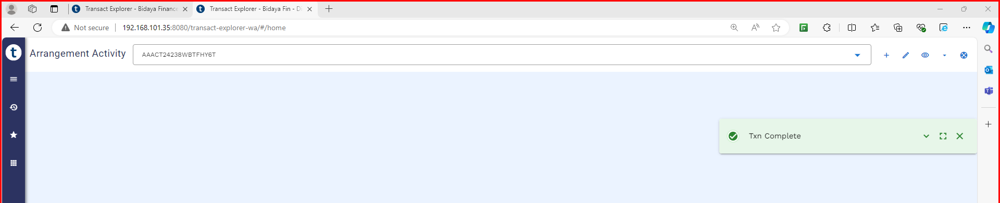 Transact Explorer - Bidaya Finance
Transact Explorer - Bidaya Fin - D
Not secure
192.168.101.35:8080/transact-explorer-wa/#/home
Arrangement Activity
AAACT24238WBTFHY6T
Txn Complete